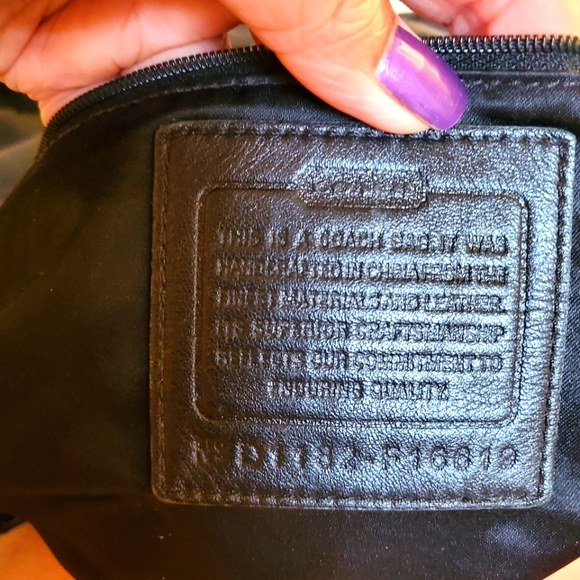 COACH
THIS IS A COACH BAG. IT WAS
HANDCRAFTED IN CHINA FROM THE
FINEST MATERIALS AND LEATHER.
ITS SUPERIOR CRAFTSMANSHIP
REFLECTS OUR COMMITMENT TO
ENDURING QUALITY.
Nº D1182-F16619